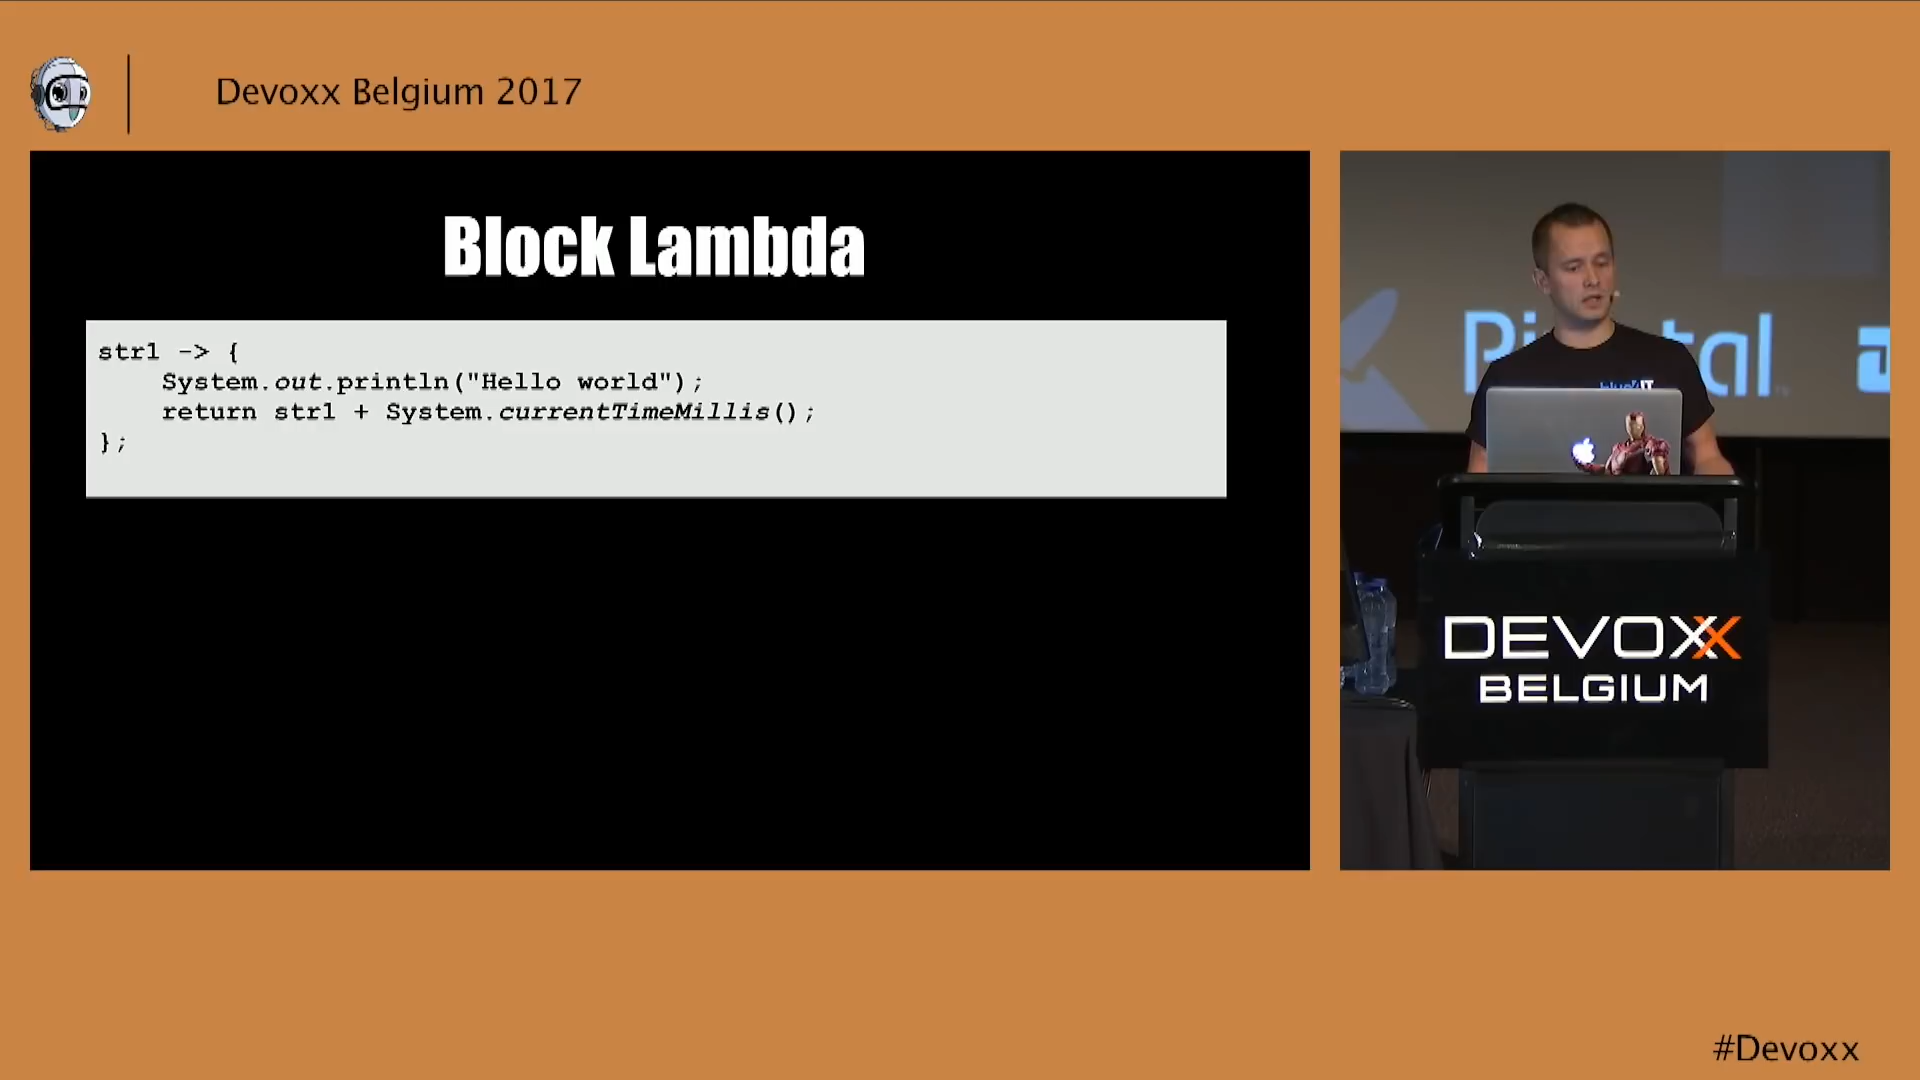 Devoxx Belgium 2017
Block Lambda
str1 -> {
    System.out.println("Hello world");
    return str1 + System.currentTimeMillis();
};
DEVOXX
BELGIUM
#Devoxx